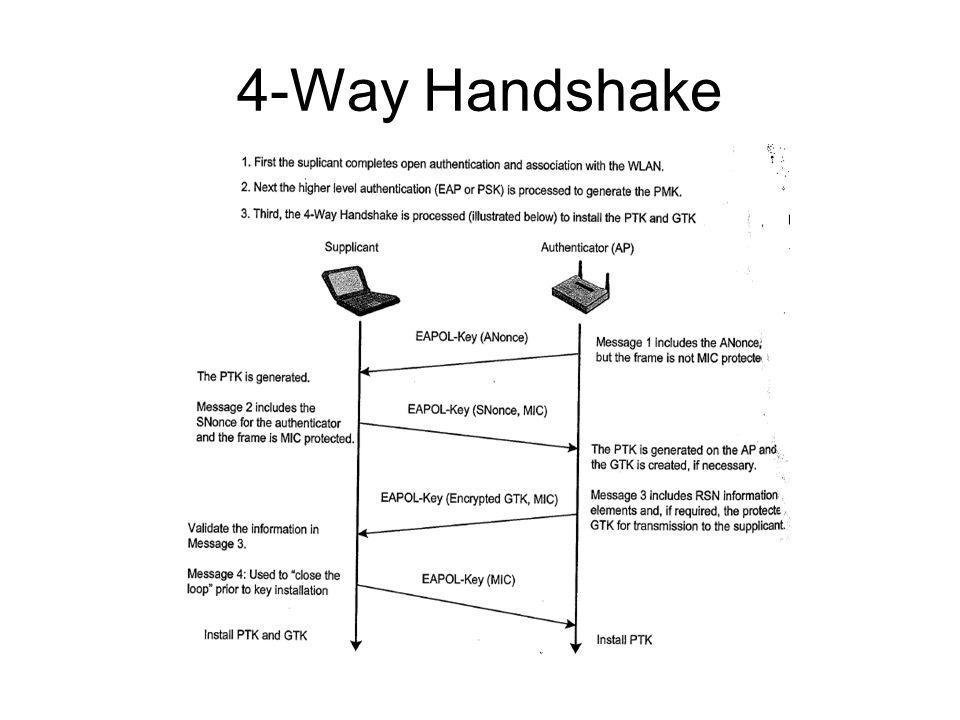 4-Way Handshake
1. First the suplicant completes open authentication and association with the WLAN.
2. Next the higher level authentication (EAP or PSK) is processed to generate the PMK.
3. Third, the 4-Way Handshake is processed (illustrated below) to install the PTK and GTK
Supplicant
Authenticator (AP)
EAPOL-Key (ANonce)
Message 1 includes the ANonce,
but the frame is not MIC protecte
The PTK is generated.
Message 2 includes the
SNonce for the authenticator
and the frame is MIC protected.
EAPOL-Key (SNonce, MIC)
The PTK is generated on the AP and
the GTK is created, if necessary.
EAPOL-Key (Encrypted GTK, MIC)
Message 3 includes RSN information
elements and, if required, the protecte
GTK for transmission to the supplicant.
Validate the information in
Message 3.
Message 4: Used to "close the
loop" prior to key installation
EAPOL-Key (MIC)
Install PTK and GTK
Install PTK